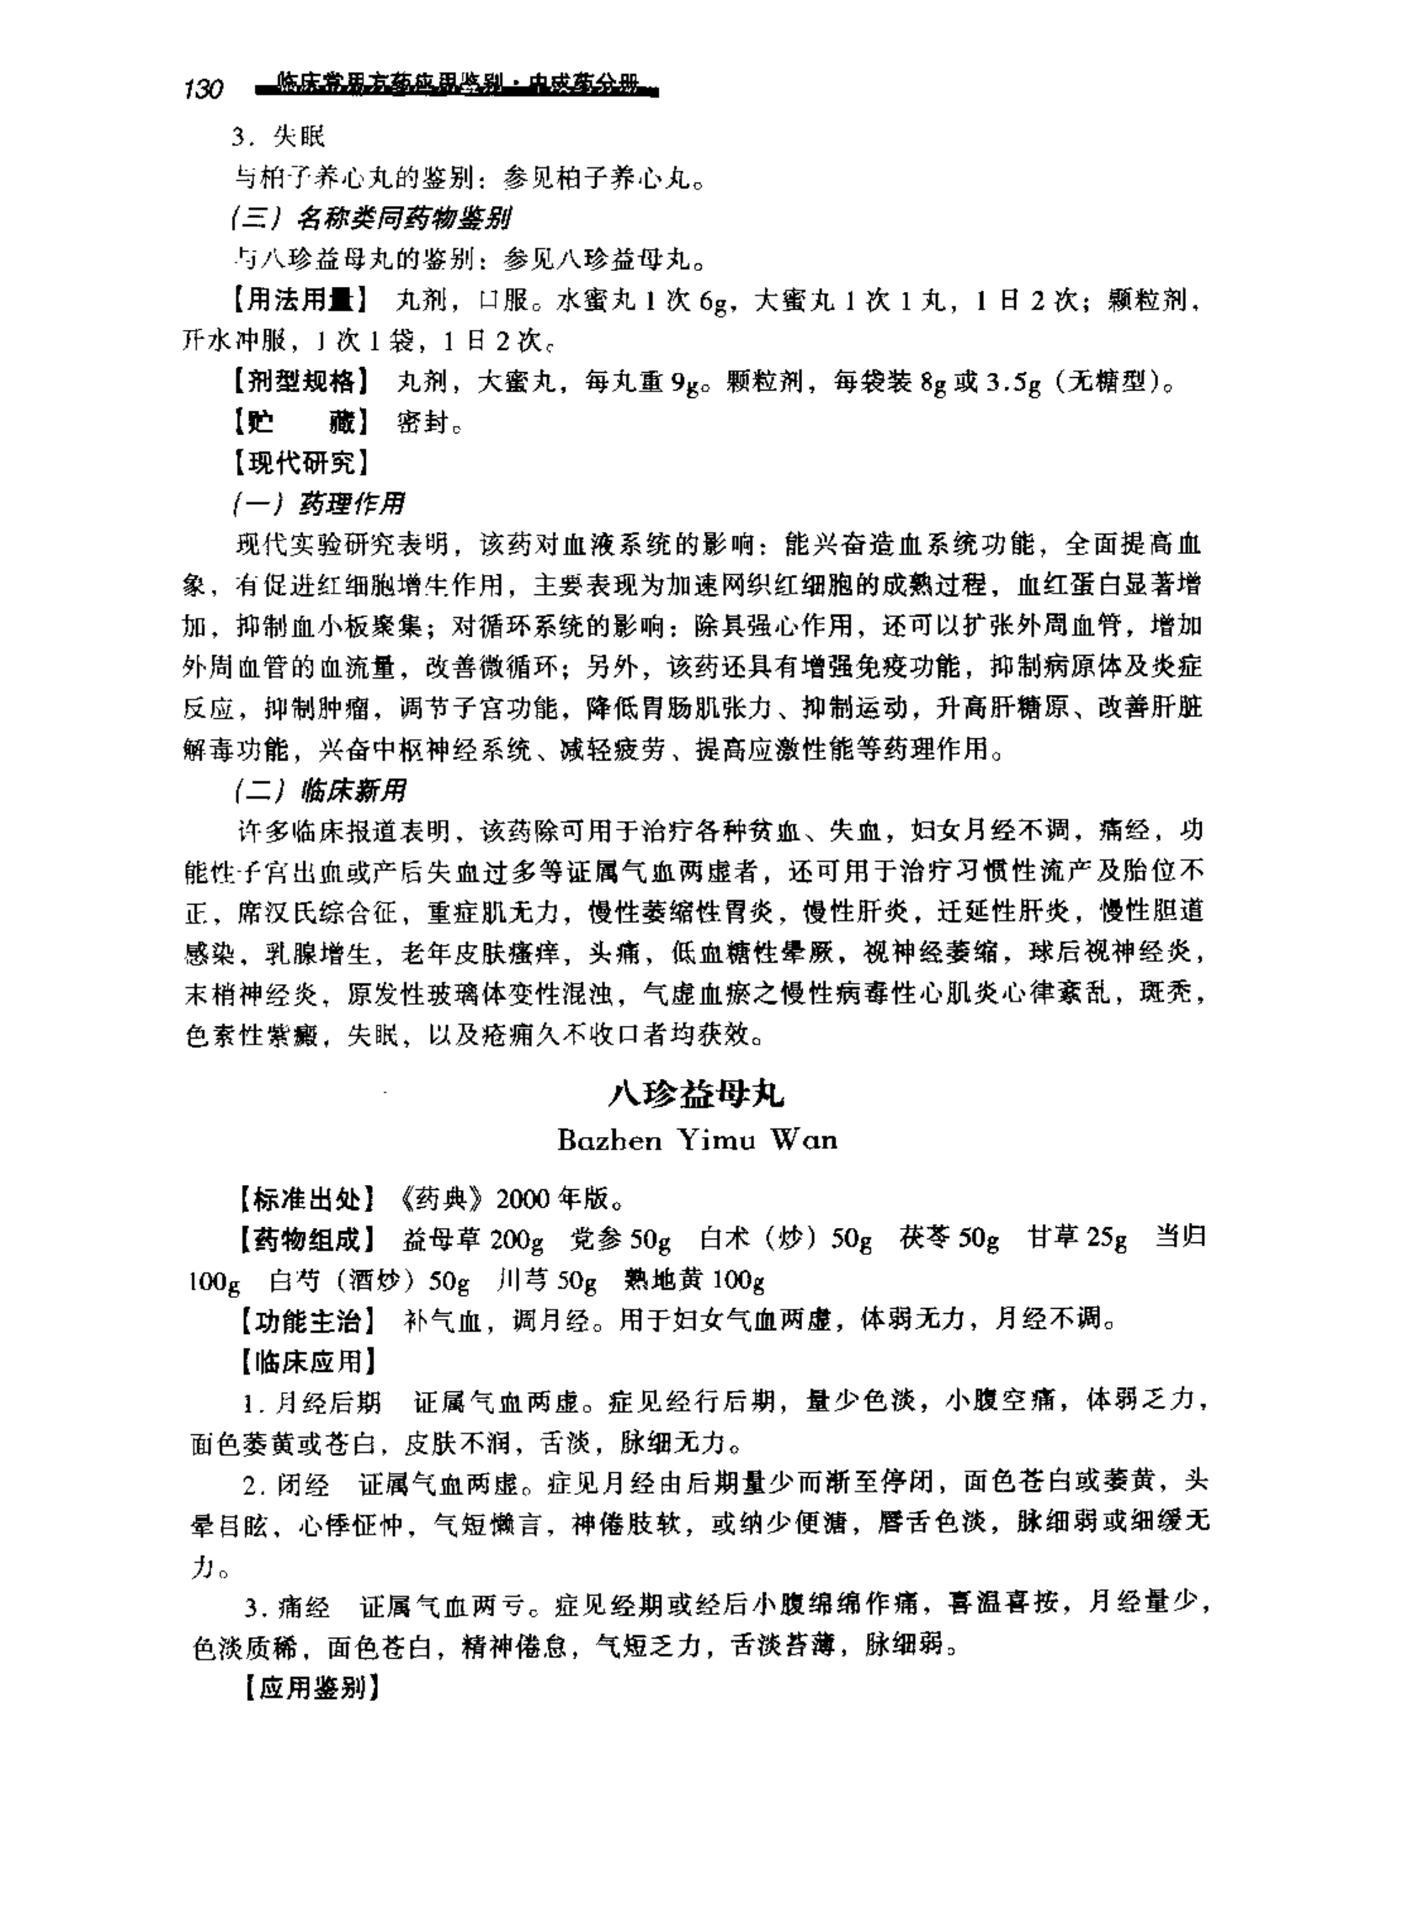 130 临床常用方药应用鉴别·中成药分册
3. 失眠
与柏子养心丸的鉴别：参见柏子养心丸。
（三）名称类同药物鉴别
与八珍益母丸的鉴别：参见八珍益母丸。
【用法用量】 丸剂，口服。水蜜丸1次6g，大蜜丸1次1丸，1日2次；颗粒剂，
开水冲服，1次1袋，1日2次。
【剂型规格】 丸剂，大蜜丸，每丸重9g。颗粒剂，每袋装8g或3.5g（无糖型）。
【贮 藏】 密封。
【现代研究】
（一）药理作用
现代实验研究表明，该药对血液系统的影响：能兴奋造血系统功能，全面提高血
象，有促进红细胞增生作用，主要表现为加速网织红细胞的成熟过程，血红蛋白显著增
加，抑制血小板聚集；对循环系统的影响：除具强心作用，还可以扩张外周血管，增加
外周血管的血流量，改善微循环；另外，该药还具有增强免疫功能，抑制病原体及炎症
反应，抑制肿瘤，调节子宫功能，降低胃肠肌张力、抑制运动，升高肝糖原、改善肝脏
解毒功能，兴奋中枢神经系统、减轻疲劳、提高应激性能等药理作用。
（二）临床新用
许多临床报道表明，该药除可用于治疗各种贫血、失血，妇女月经不调，痛经，功
能性子宫出血或产后失血过多等证属气血两虚者，还可用于治疗习惯性流产及胎位不
正，席汉氏综合征，重症肌无力，慢性萎缩性胃炎，慢性肝炎，迁延性肝炎，慢性胆道
感染，乳腺增生，老年皮肤瘙痒，头痛，低血糖性晕厥，视神经萎缩，球后视神经炎，
末梢神经炎，原发性玻璃体变性混浊，气虚血瘀之慢性病毒性心肌炎心律紊乱，斑秃，
色素性紫癜，失眠，以及疮痈久不收口者均获效。
八珍益母丸
Bazhen Yimu Wan
【标准出处】《药典》2000年版。
【药物组成】 益母草200g 党参50g 白术（炒）50g 茯苓50g 甘草25g 当归
100g 白芍（酒炒）50g 川芎50g 熟地黄100g
【功能主治】 补气血，调月经。用于妇女气血两虚，体弱无力，月经不调。
【临床应用】
1. 月经后期 证属气血两虚。症见经行后期，量少色淡，小腹空痛，体弱乏力，
面色萎黄或苍白，皮肤不润，舌淡，脉细无力。
2. 闭经 证属气血两虚。症见月经由后期量少而渐至停闭，面色苍白或萎黄，头
晕目眩，心悸怔忡，气短懒言，神倦肢软，或纳少便溏，唇舌色淡，脉细弱或细缓无
力。
3. 痛经 证属气血两亏。症见经期或经后小腹绵绵作痛，喜温喜按，月经量少，
色淡质稀，面色苍白，精神倦怠，气短乏力，舌淡苔薄，脉细弱。
【应用鉴别】